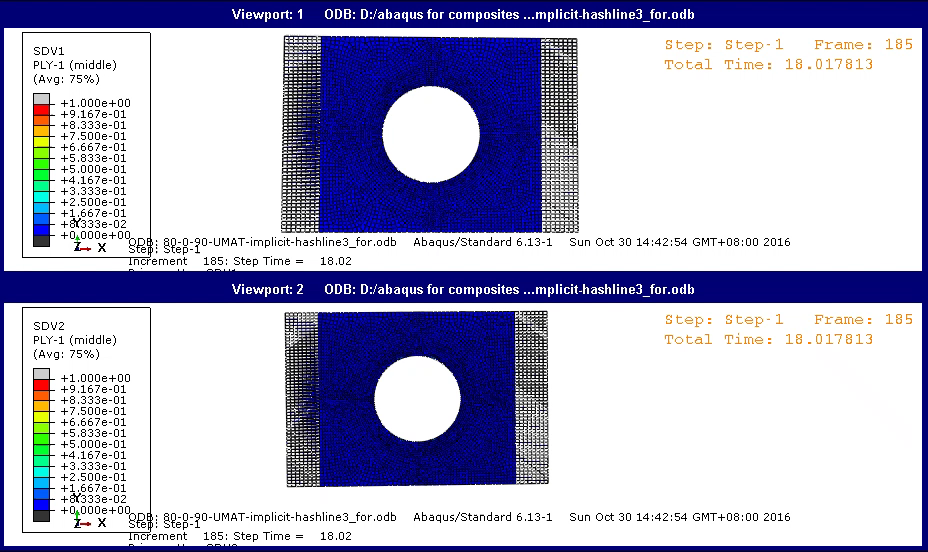 Viewport: 1 ODB: D:/abaqus for composites ...mplicit-hashline3_for.odb
SDV1
PLY-1 (middle)
(Avg: 75%)
+1.000e+00
+9.167e-01
+8.333e-01
+7.500e-01
+6.667e-01
+5.833e-01
+5.000e-01
+4.167e-01
+3.333e-01
+2.500e-01
+1.667e-01
+8.333e-02
+0.000e+00
Y
Z X
Step: Step-1 Frame: 185
Total Time: 18.017813
ODB: 80-0-90-UMAT-implicit-hashline3_for.odb Abaqus/Standard 6.13-1 Sun Oct 30 14:42:54 GMT+08:00 2016
Step: Step-1
Increment 185: Step Time = 18.02
Viewport: 2 ODB: D:/abaqus for composites ...mplicit-hashline3_for.odb
SDV2
PLY-1 (middle)
(Avg: 75%)
+1.000e+00
+9.167e-01
+8.333e-01
+7.500e-01
+6.667e-01
+5.833e-01
+5.000e-01
+4.167e-01
+3.333e-01
+2.500e-01
+1.667e-01
+8.333e-02
+0.000e+00
Y
Z X
Step: Step-1 Frame: 185
Total Time: 18.017813
ODB: 80-0-90-UMAT-implicit-hashline3_for.odb Abaqus/Standard 6.13-1 Sun Oct 30 14:42:54 GMT+08:00 2016
Step: Step-1
Increment 185: Step Time = 18.02